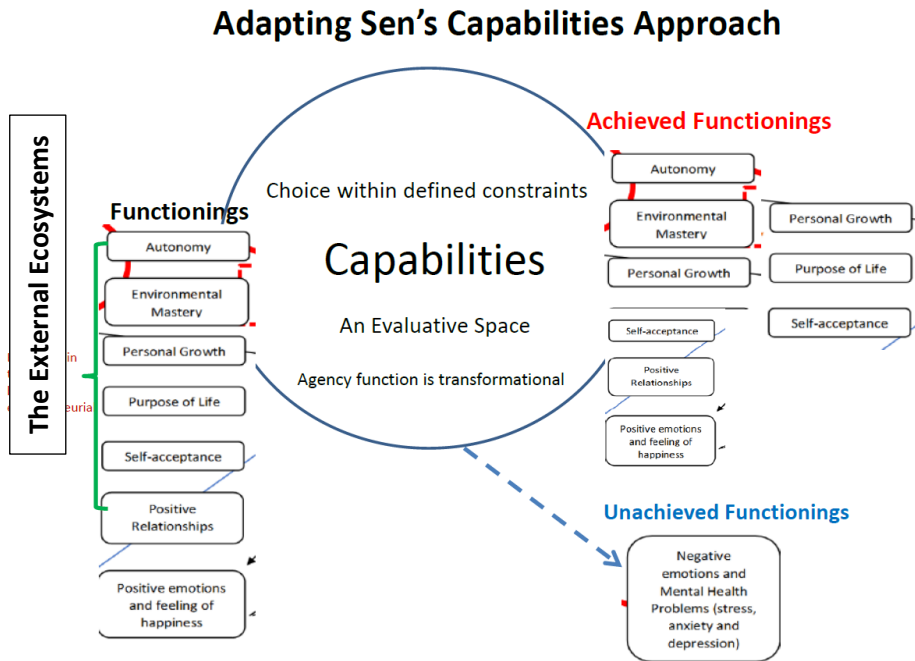 Adapting Sen's Capabilities Approach
The External Ecosystems
Functionings
Autonomy
Environmental
Mastery
Personal Growth
Purpose of Life
Self-acceptance
Positive
Relationships
Positive emotions
and feeling of
happiness
Choice within defined constraints
Capabilities
An Evaluative Space
Agency function is transformational
Achieved Functionings
Autonomy
Environmental
Mastery
Personal Growth
Self-acceptance
Positive
Relationships
Positive emotions
and feeling of
happiness
Personal Growth
Purpose of Life
Self-acceptance
Unachieved Functionings
Negative
emotions and
Mental Health
Problems (stress,
anxiety and
depression)